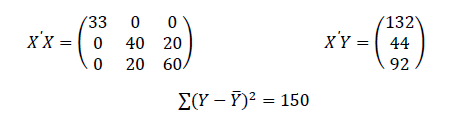 X'X = (33 0 0
0 40 20
0 20 60)
X'Y = (132
44
92)
∑(Y − Ȳ)² = 150